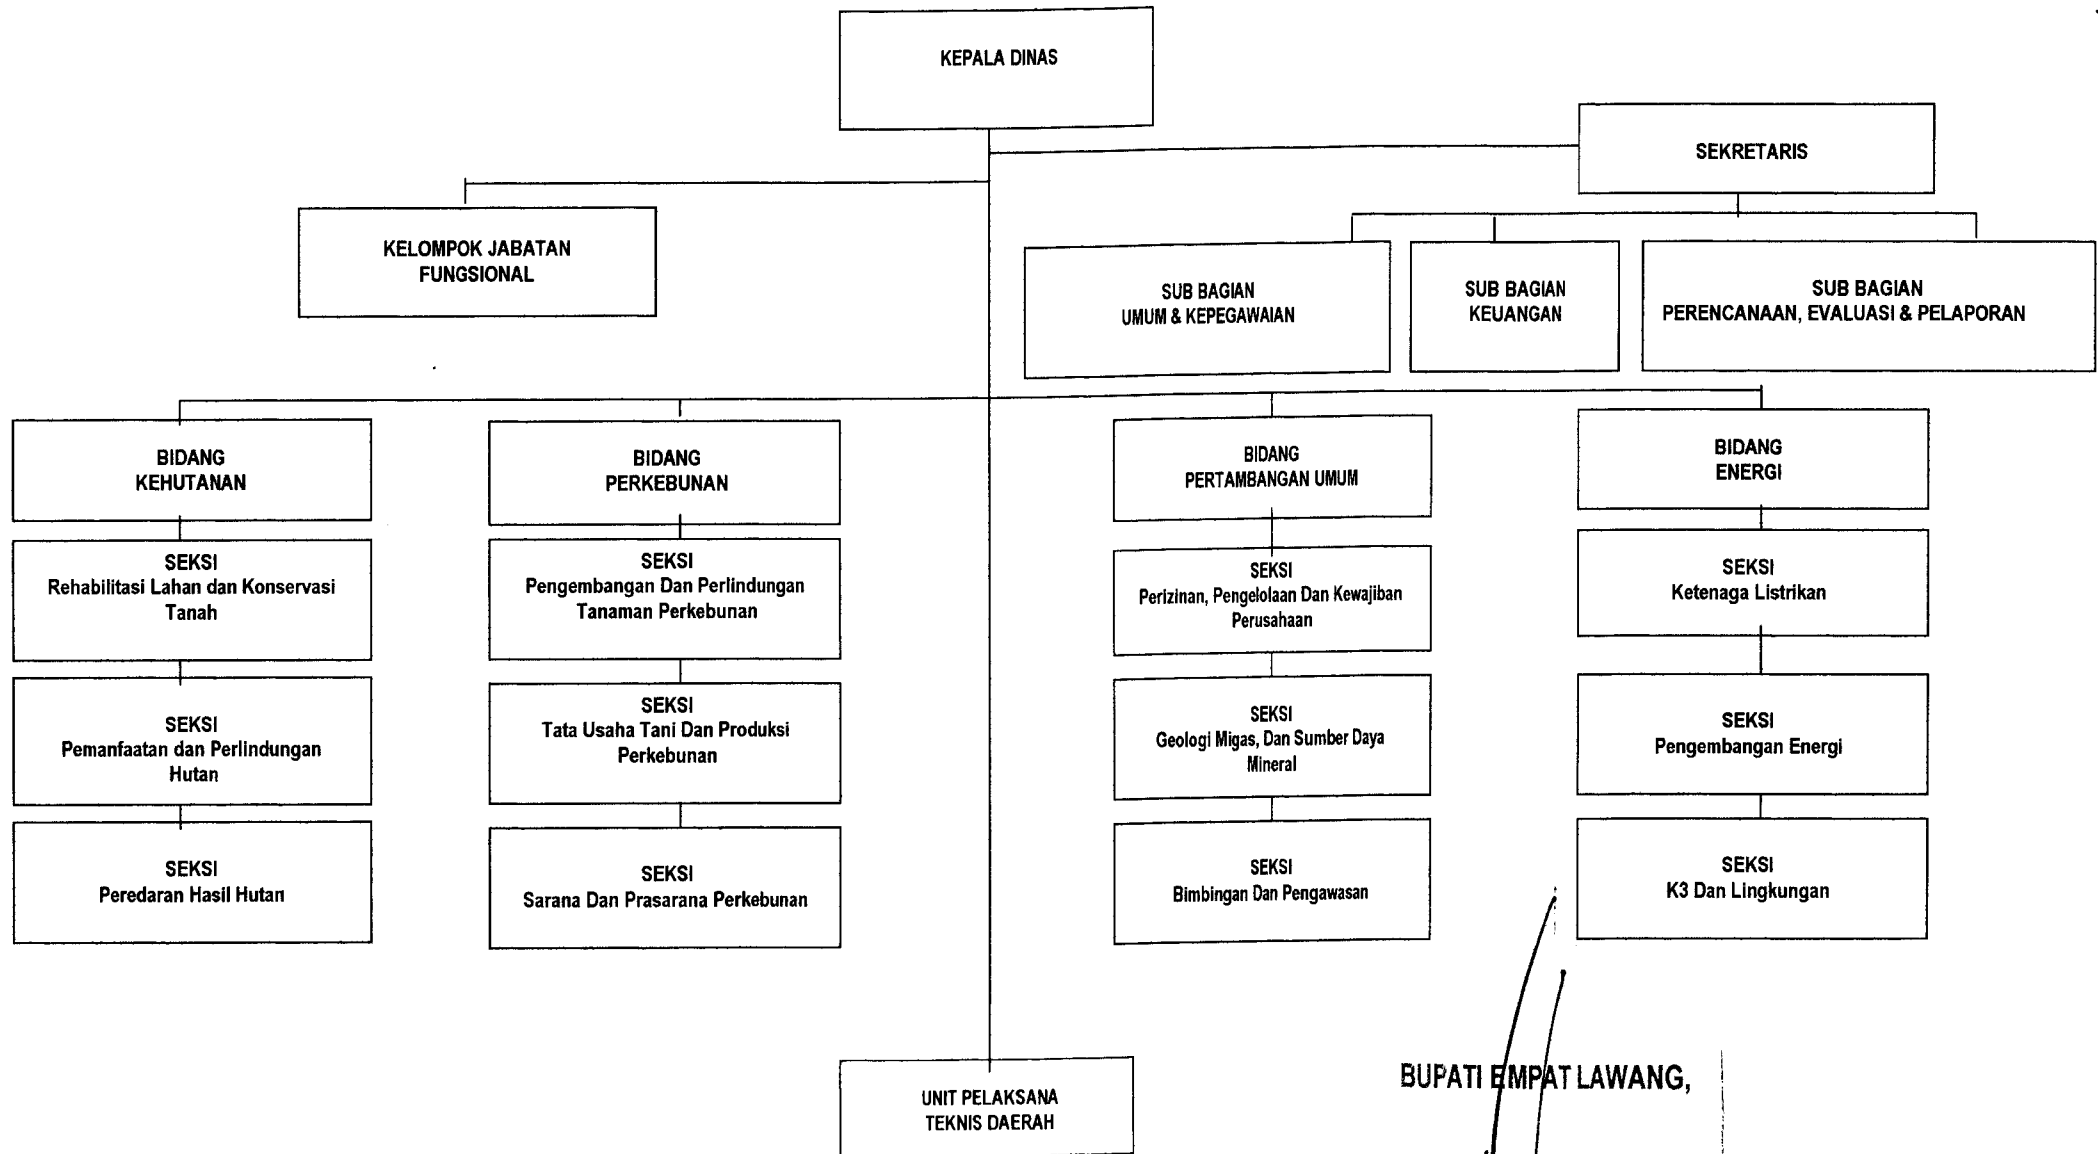 KEPALA DINAS
SEKRETARIS
KELOMPOK JABATAN
FUNGSIONAL
SUB BAGIAN
UMUM & KEPEGAWAIAN
SUB BAGIAN
KEUANGAN
SUB BAGIAN
PERENCANAAN, EVALUASI & PELAPORAN
BIDANG
KEHUTANAN
SEKSI
Rehabilitasi Lahan dan Konservasi
Tanah
SEKSI
Pemanfaatan dan Perlindungan
Hutan
SEKSI
Peredaran Hasil Hutan
BIDANG
PERKEBUNAN
SEKSI
Pengembangan Dan Perlindungan
Tanaman Perkebunan
SEKSI
Tata Usaha Tani Dan Produksi
Perkebunan
SEKSI
Sarana Dan Prasarana Perkebunan
BIDANG
PERTAMBANGAN UMUM
SEKSI
Perizinan, Pengelolaan Dan Kewajiban
Perusahaan
SEKSI
Geologi Migas, Dan Sumber Daya
Mineral
SEKSI
Bimbingan Dan Pengawasan
BIDANG
ENERGI
SEKSI
Ketenaga Listrikan
SEKSI
Pengembangan Energi
SEKSI
K3 Dan Lingkungan
UNIT PELAKSANA
TEKNIS DAERAH
BUPATI EMPAT LAWANG,